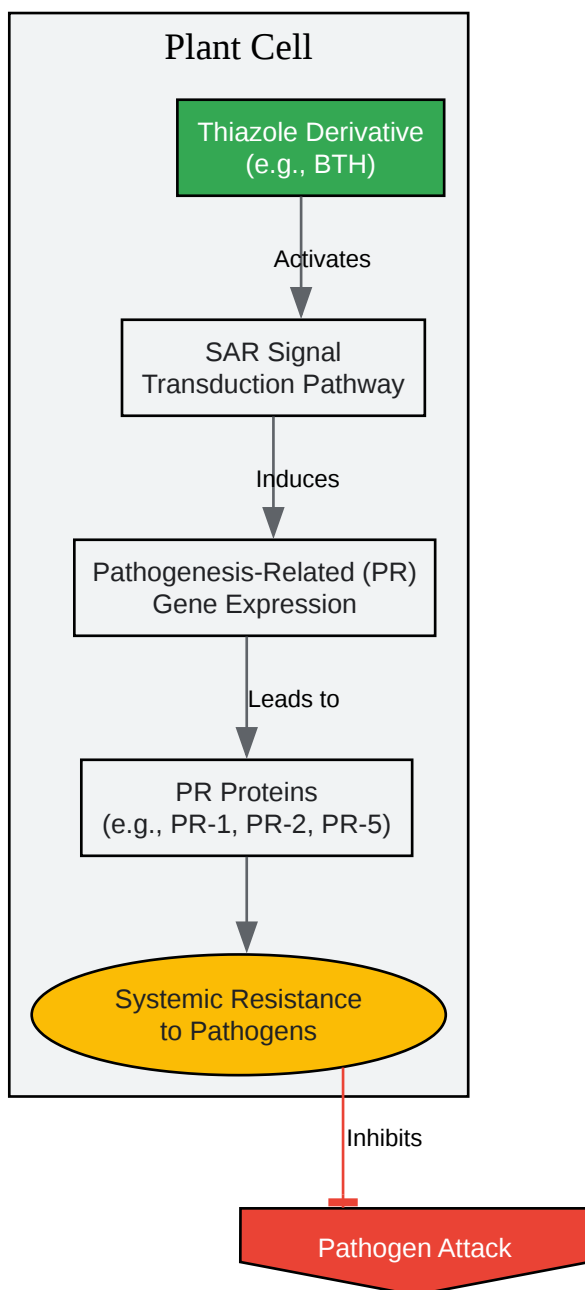 Plant Cell
Thiazole Derivative
(e.g., BTH)
Activates
SAR Signal
Transduction Pathway
Induces
Pathogenesis-Related (PR)
Gene Expression
Leads to
PR Proteins
(e.g., PR-1, PR-2, PR-5)
Systemic Resistance
to Pathogens
Inhibits
Pathogen Attack